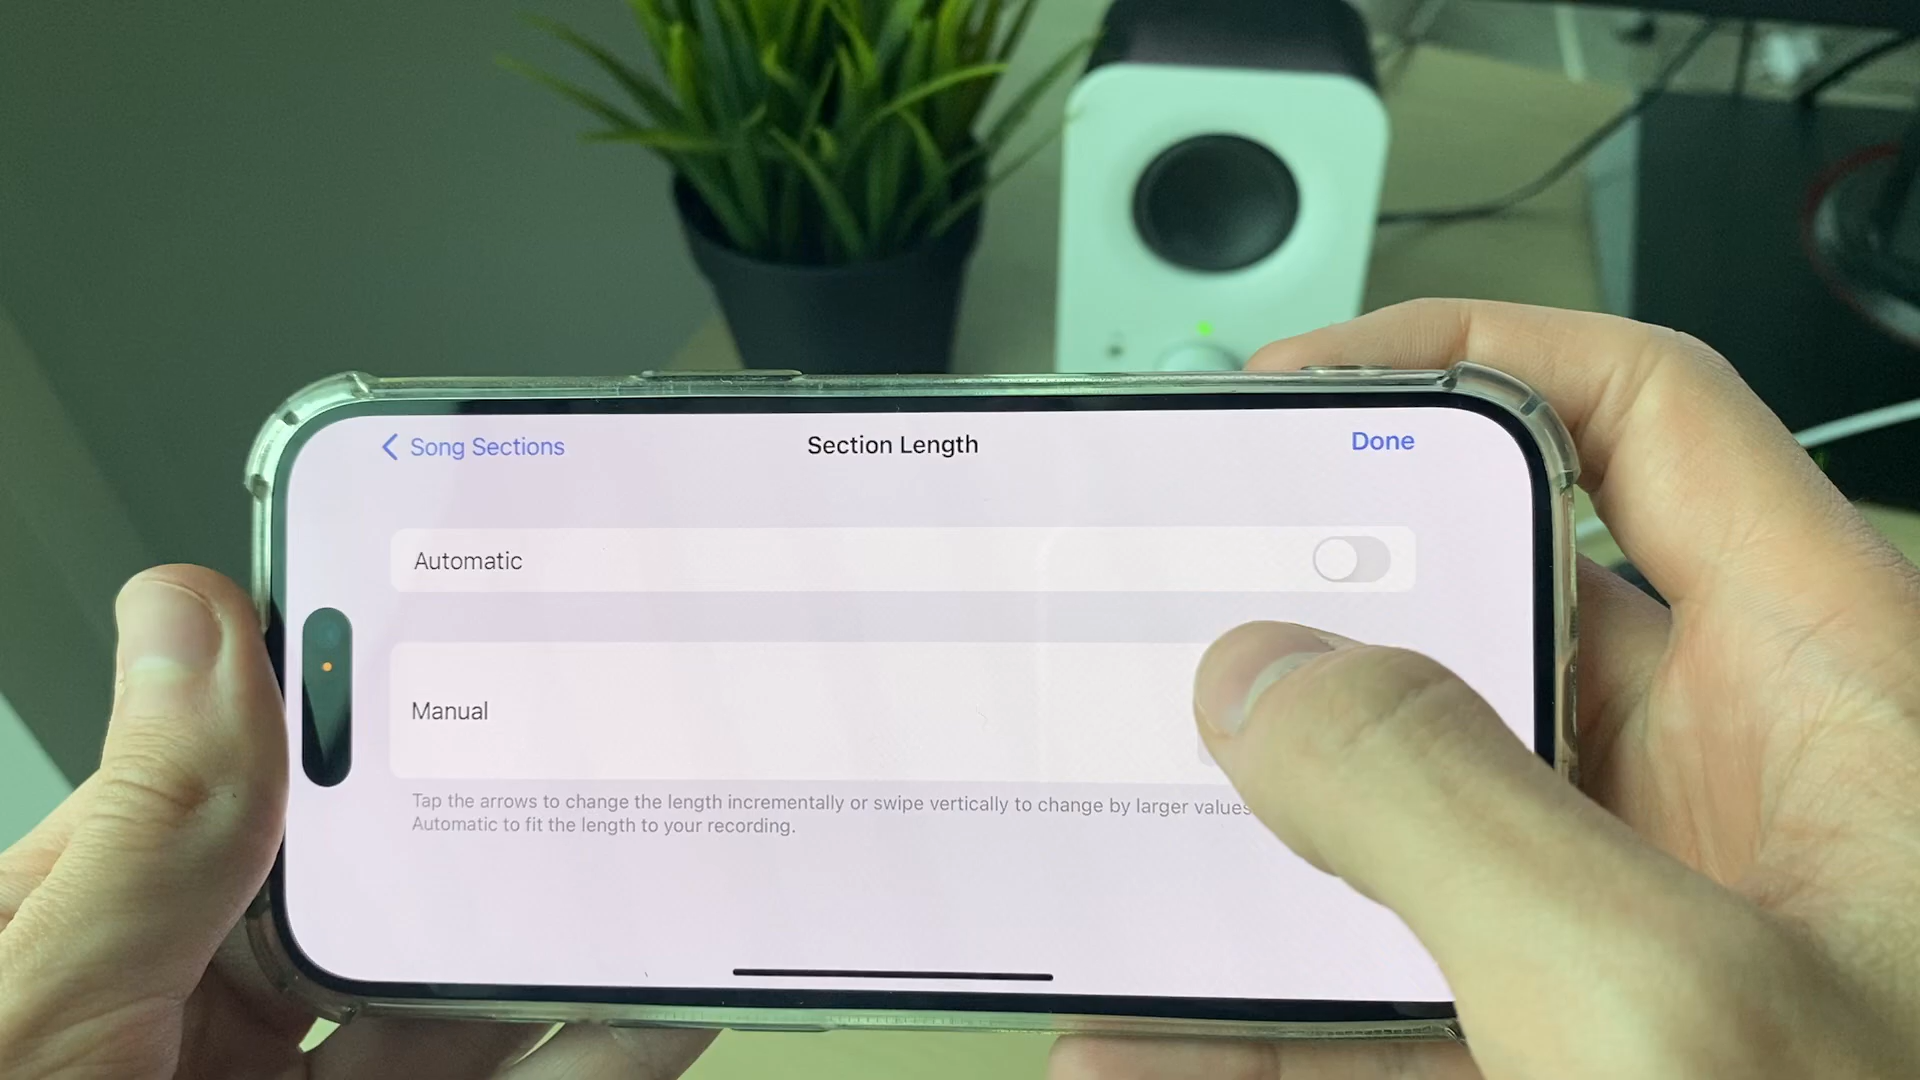 Song Sections
Section Length
Done
Automatic
Manual
Tap the arrows to change the length incrementally or swipe vertically to change by larger values
Automatic to fit the length to your recording.